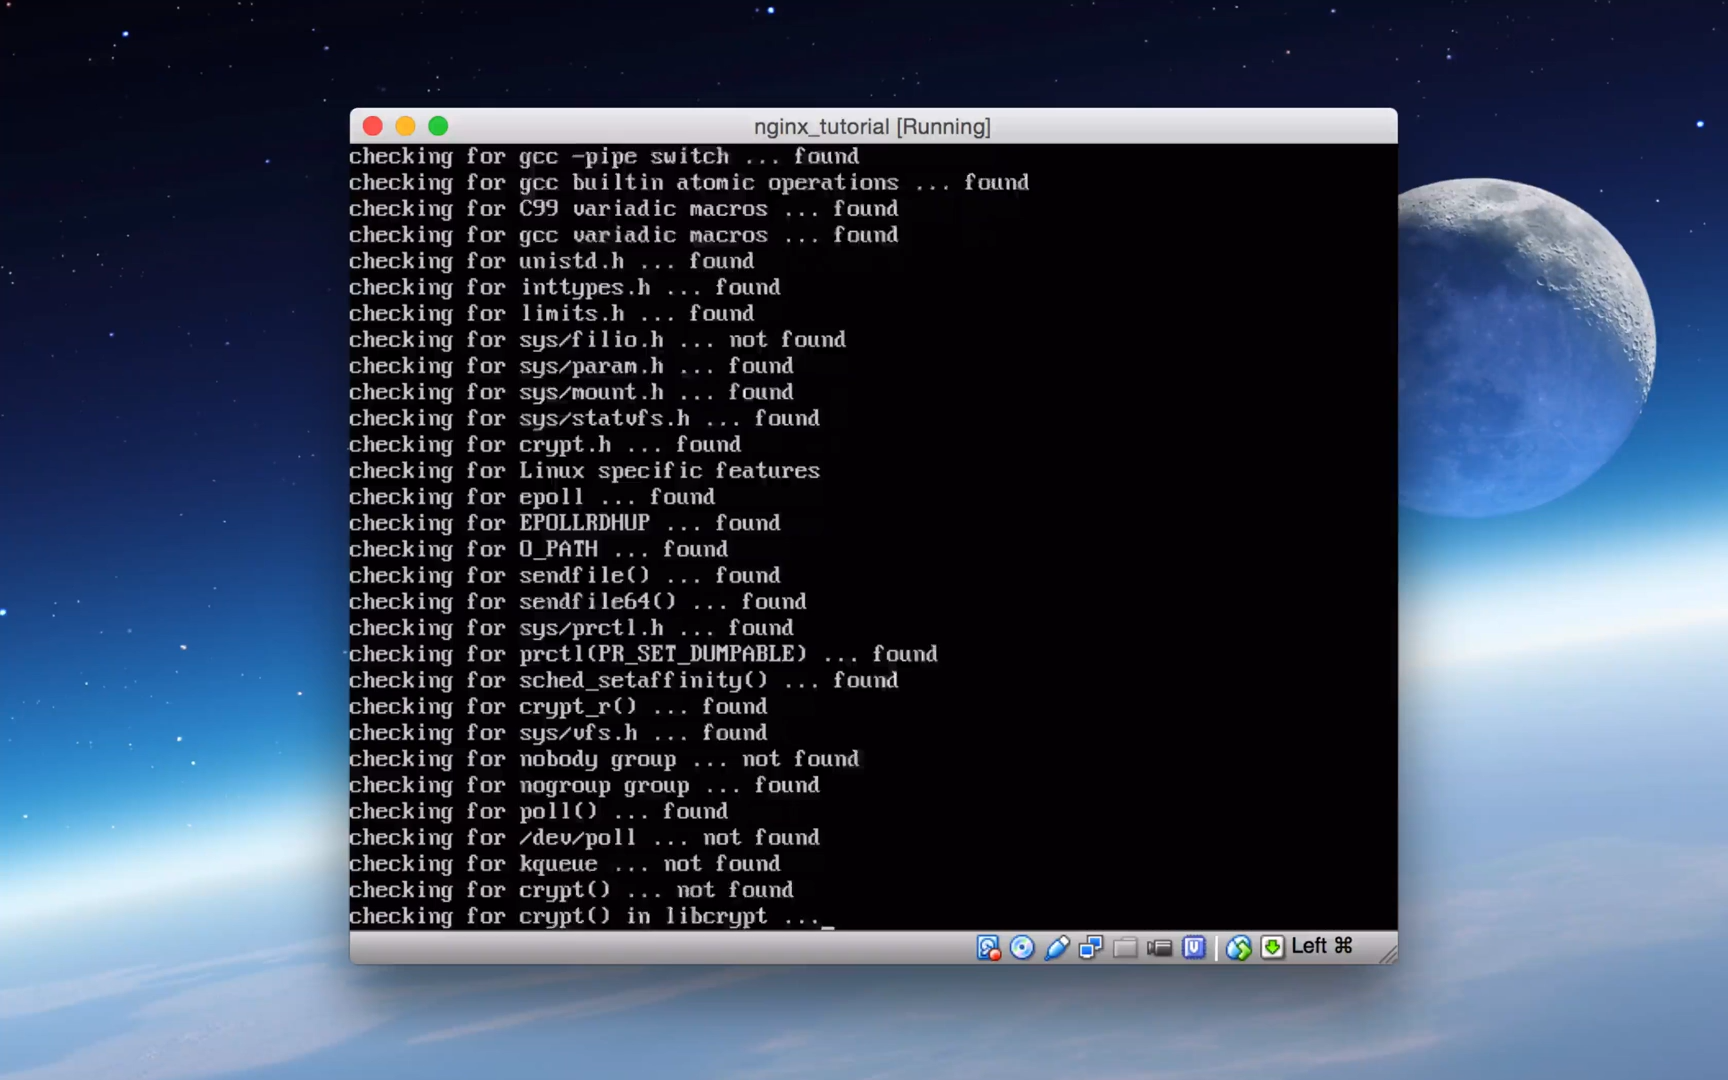 nginx_tutorial [Running]
checking for gcc -pipe switch ... found
checking for gcc builtin atomic operations ... found
checking for C99 variadic macros ... found
checking for gcc variadic macros ... found
checking for unistd.h ... found
checking for inttypes.h ... found
checking for limits.h ... found
checking for sys/filio.h ... not found
checking for sys/param.h ... found
checking for sys/mount.h ... found
checking for sys/statvfs.h ... found
checking for crypt.h ... found
checking for Linux specific features
checking for epoll ... found
checking for EPOLLRDHUP ... found
checking for O_PATH ... found
checking for sendfile() ... found
checking for sendfile64() ... found
checking for sys/prctl.h ... found
checking for prctl(PR_SET_DUMPABLE) ... found
checking for sched_setaffinity() ... found
checking for crypt_r() ... found
checking for sys/vfs.h ... found
checking for nobody group ... not found
checking for nogroup group ... found
checking for poll() ... found
checking for /dev/poll ... not found
checking for kqueue ... not found
checking for crypt() ... not found
checking for crypt() in libcrypt ..._
Left ⌘